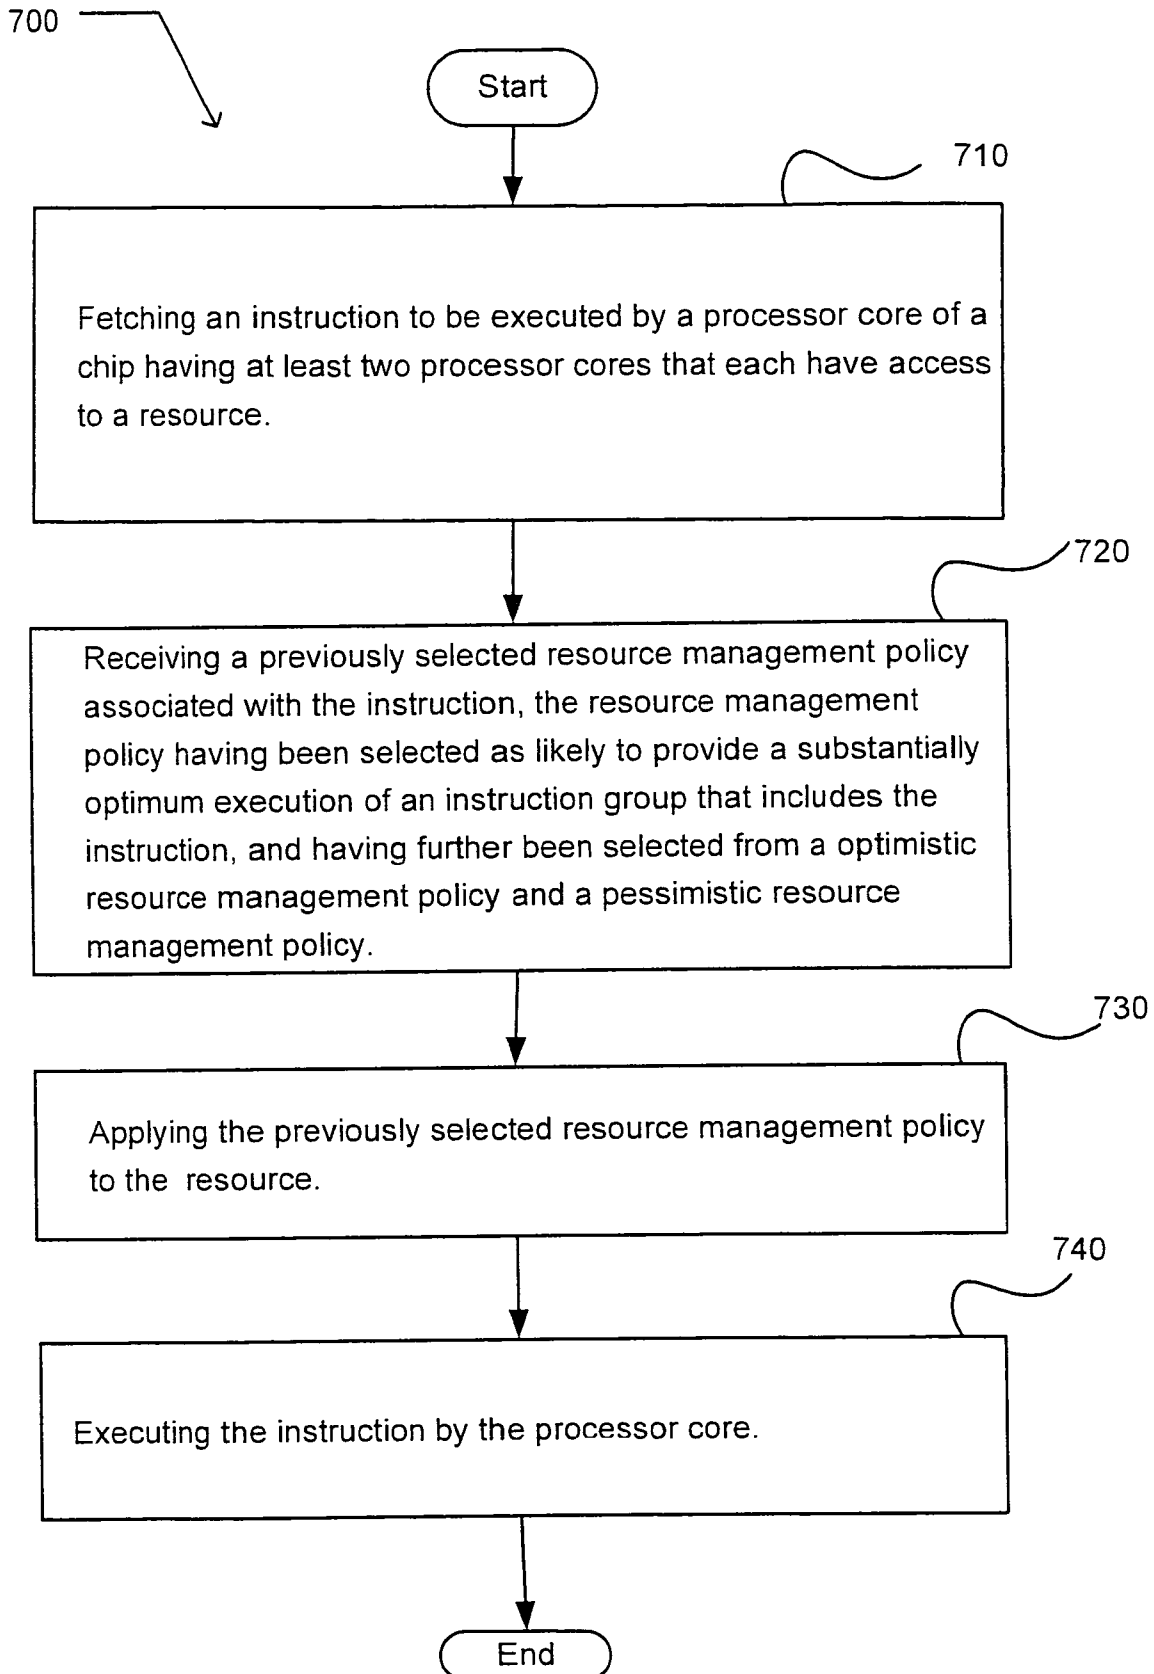 700
Start
710
Fetching an instruction to be executed by a processor core of a
chip having at least two processor cores that each have access
to a resource.
720
Receiving a previously selected resource management policy
associated with the instruction, the resource management
policy having been selected as likely to provide a substantially
optimum execution of an instruction group that includes the
instruction, and having further been selected from a optimistic
resource management policy and a pessimistic resource
management policy.
730
Applying the previously selected resource management policy
to the resource.
740
Executing the instruction by the processor core.
End